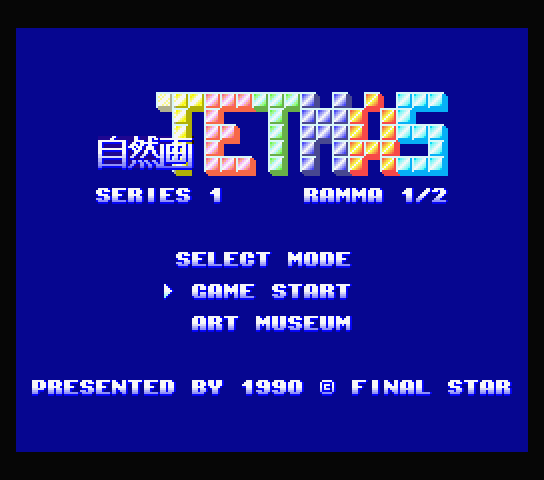 自然画 TETRAS
SERIES 1 RAMMA 1/2
SELECT MODE
GAME START
ART MUSEUM
PRESENTED BY 1990 © FINAL STAR